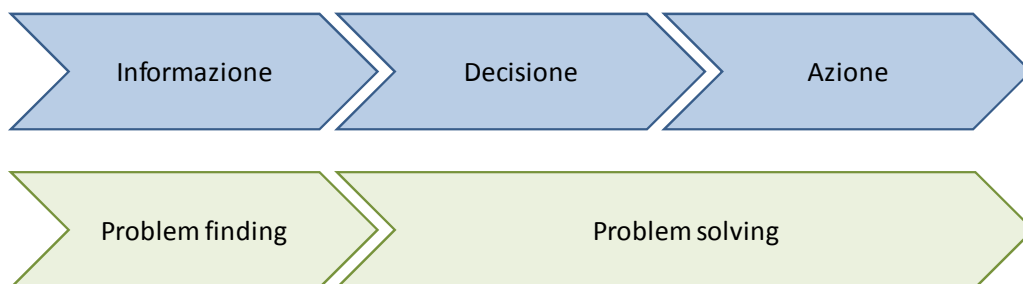 Informazione
Decisione
Azione
Problem finding
Problem solving